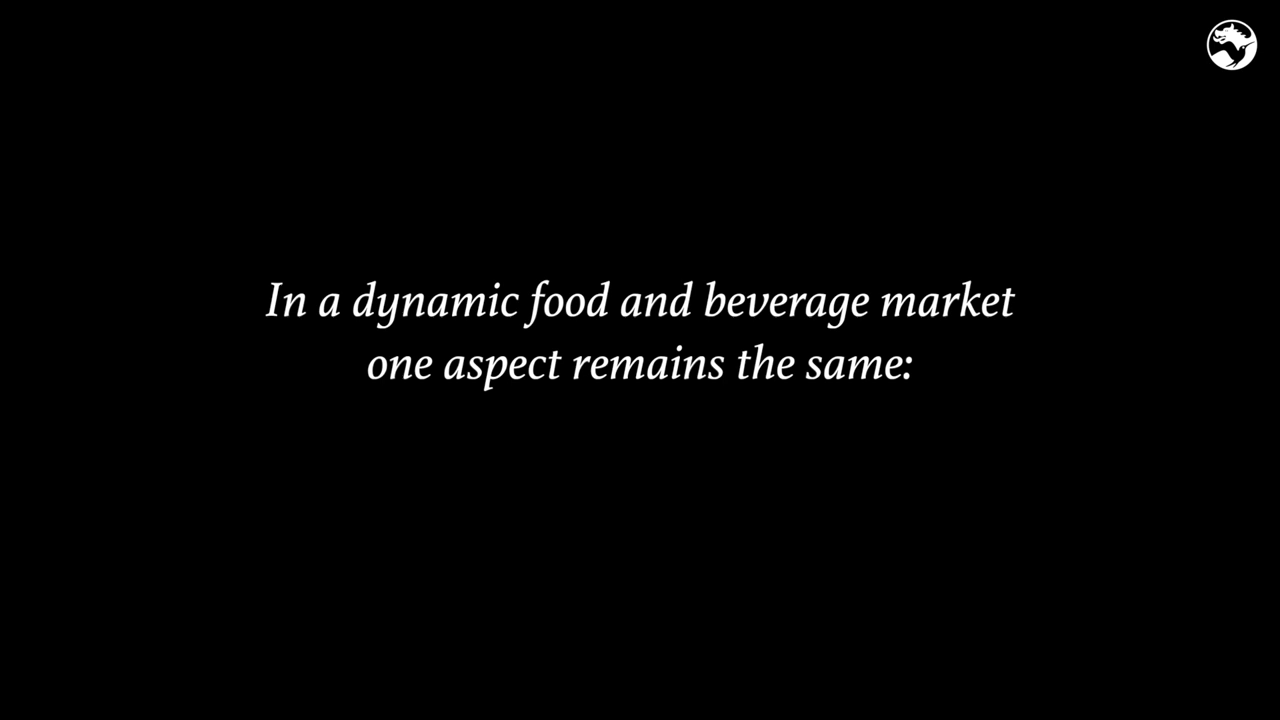 In a dynamic food and beverage market
one aspect remains the same: